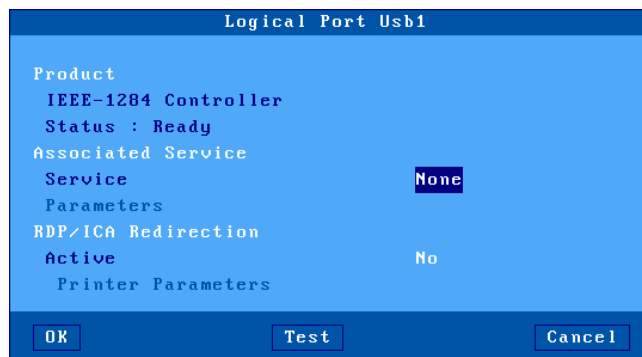 Logical Port Usb1
Product
IEEE-1284 Controller
Status : Ready
Associated Service
Service None
Parameters
RDP/ICA Redirection
Active No
Printer Parameters
OK Test Cancel